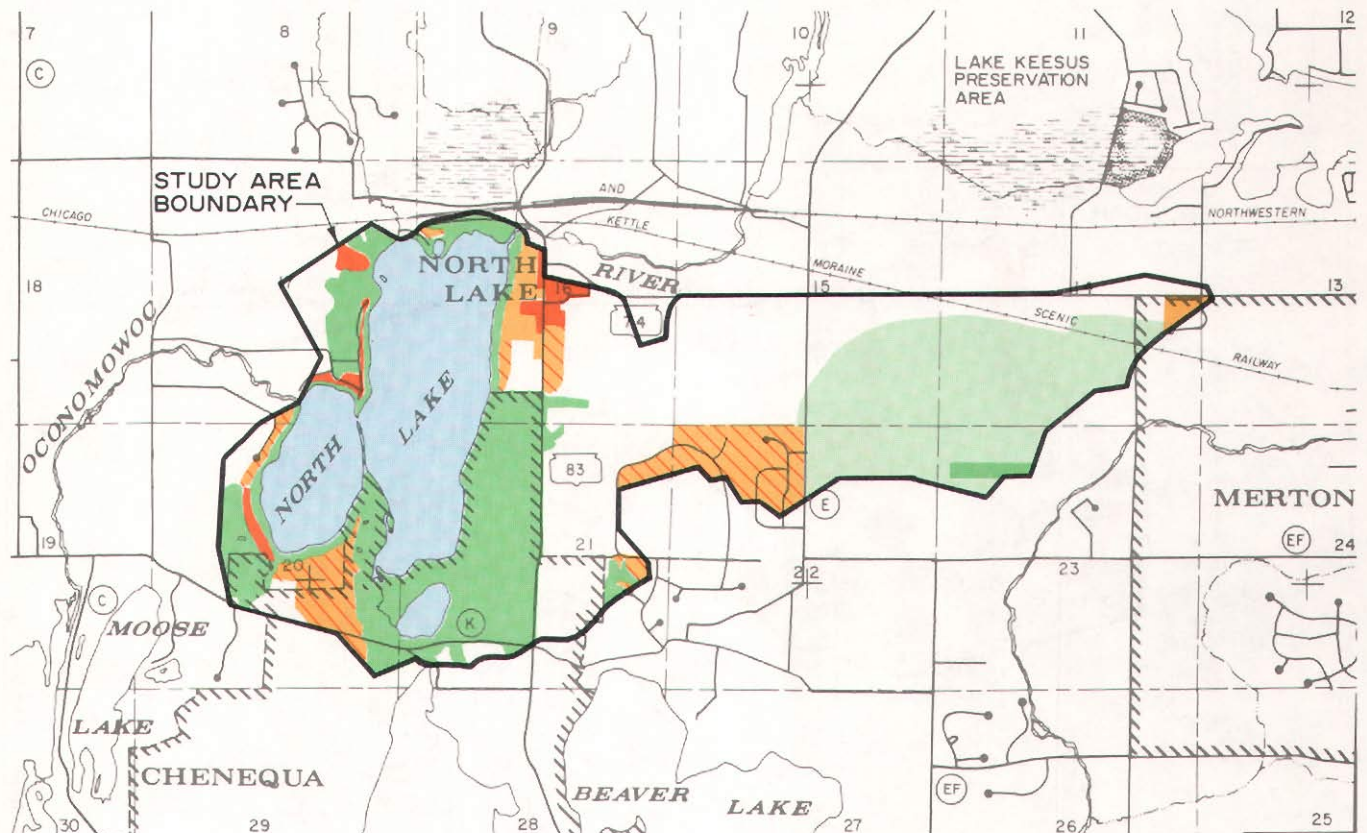 7
8
9
10
11
12
C
LAKE KEESUS
PRESERVATION
AREA
STUDY AREA
BOUNDARY
CHICAGO
AND
NORTHWESTERN
KETTLE
MORAINE
SCENIC
RAILWAY
NORTH
LAKE
RIVER
18
16
15
14
13
74
OCONOMOWOC
NORTH
LAKE
83
E
MERTON
19
20
21
22
23
EF
24
C
K
MOOSE
LAKE
CHENEQUA
BEAVER
LAKE
EF
30
29
28
27
26
25